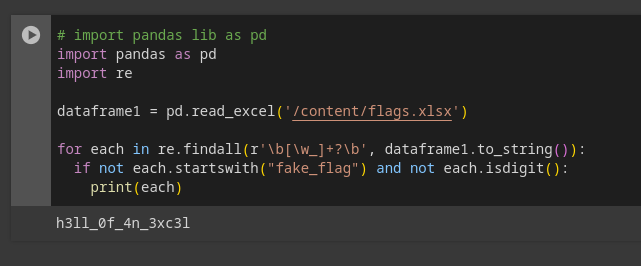 # import pandas lib as pd
import pandas as pd
import re
dataframe1 = pd.read_excel('/content/flags.xlsx')
for each in re.findall(r'\b[\w_]+?\b', dataframe1.to_string()):
  if not each.startswith("fake_flag") and not each.isdigit():
    print(each)
h3ll_0f_4n_3xc3l